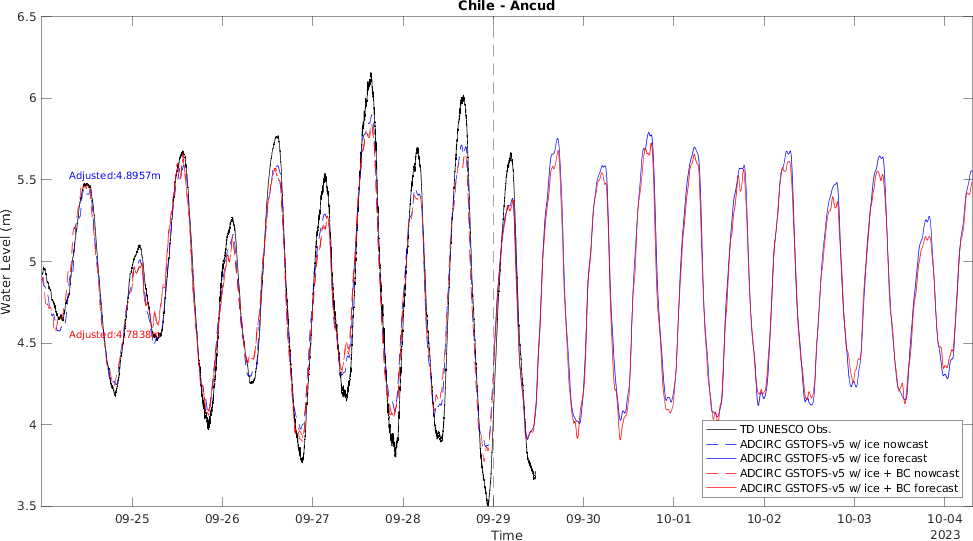 Chile - Ancud
6.5
6
5.5
5
4.5
4
3.5
Water Level (m)
Adjusted:4.8957m
Adjusted:4.7838
TD UNESCO Obs.
ADCIRC GSTOFS-v5 w/ ice nowcast
ADCIRC GSTOFS-v5 w/ ice forecast
ADCIRC GSTOFS-v5 w/ ice + BC nowcast
ADCIRC GSTOFS-v5 w/ ice + BC forecast
09-25 09-26 09-27 09-28 09-29 09-30 10-01 10-02 10-03 10-04
Time
2023